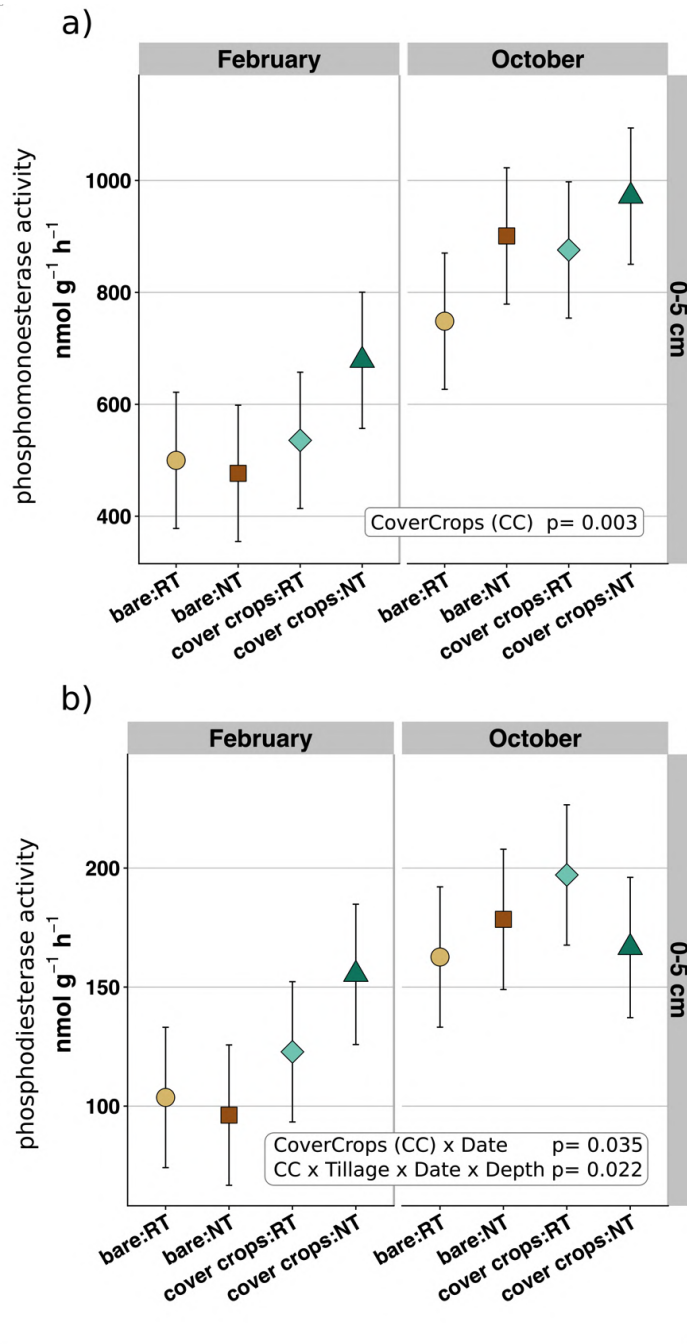 a)
February
October
phosphomonoesterase activity
nmol g⁻¹ h⁻¹
1000
800
600
400
0-5 cm
CoverCrops (CC) p= 0.003
bare:RT
bare:NT
cover crops:RT
cover crops:NT
bare:RT
bare:NT
cover crops:RT
cover crops:NT
b)
February
October
phosphodiesterase activity
nmol g⁻¹ h⁻¹
200
150
100
0-5 cm
CoverCrops (CC) x Date p= 0.035
CC x Tillage x Date x Depth p= 0.022
bare:RT
bare:NT
cover crops:RT
cover crops:NT
bare:RT
bare:NT
cover crops:RT
cover crops:NT